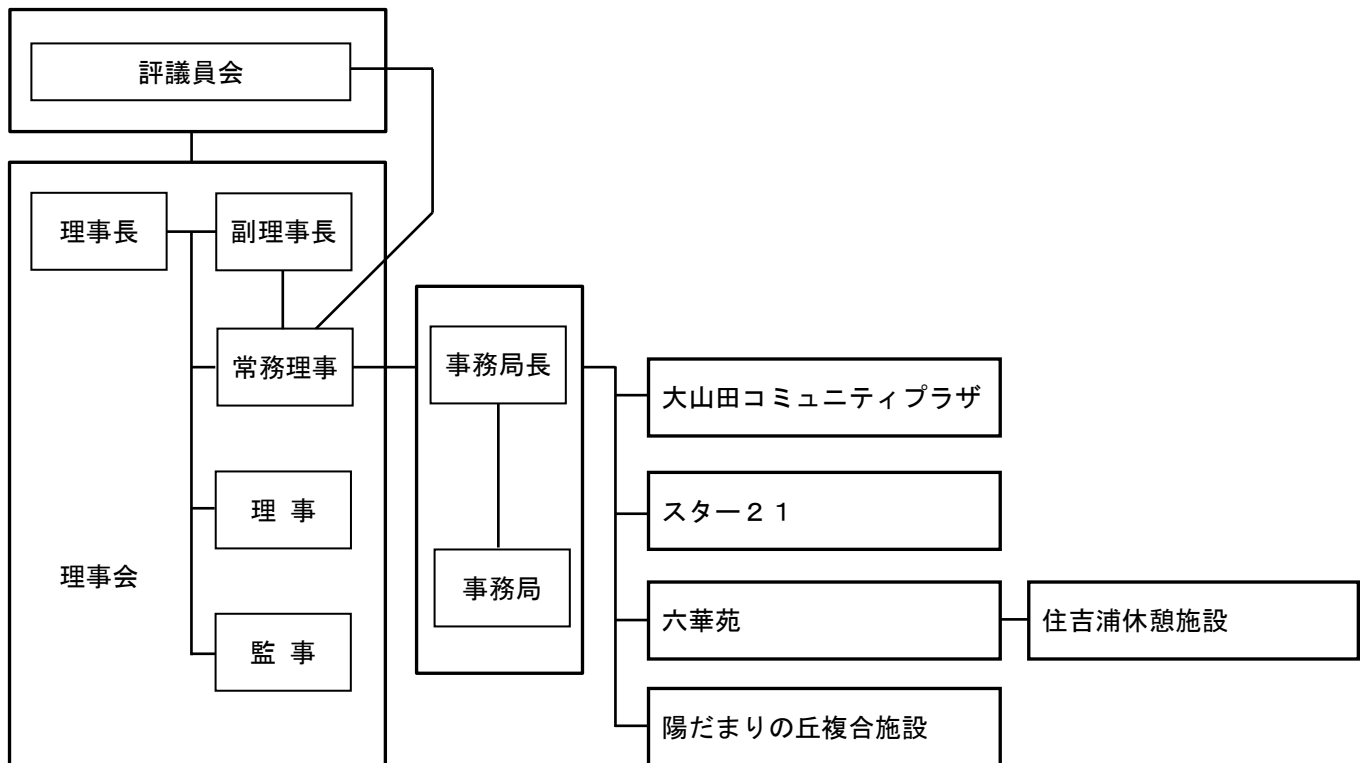 評議員会
理事長
副理事長
常務理事
理 事
理事会
監 事
事務局長
事務局
大山田コミュニティプラザ
スター２１
六華苑
住吉浦休憩施設
陽だまりの丘複合施設